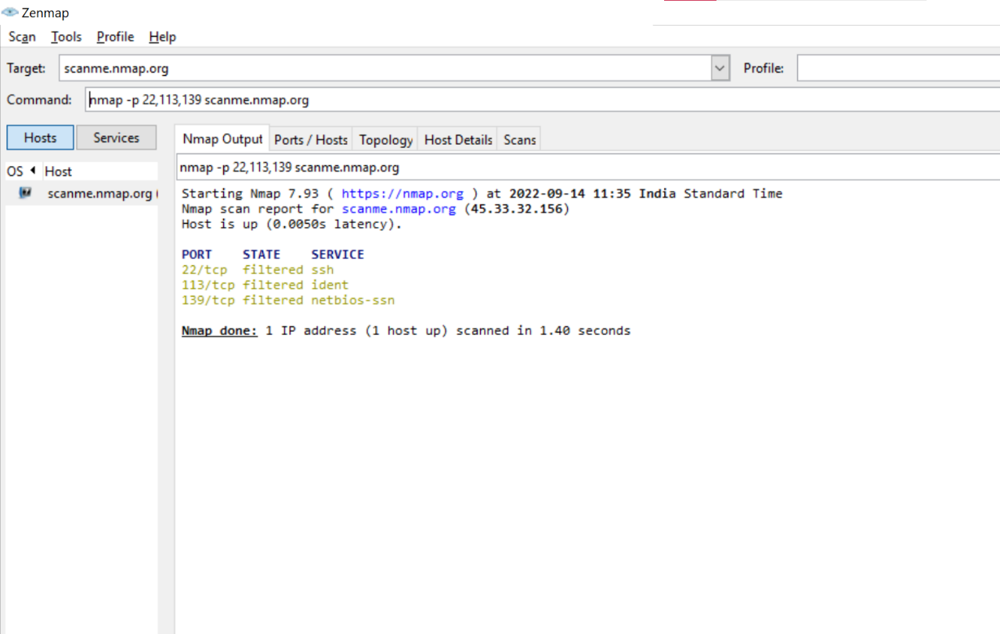 Zenmap
Scan Tools Profile Help
Target: scanme.nmap.org Profile:
Command: nmap -p 22,113,139 scanme.nmap.org
Hosts Services Nmap Output Ports / Hosts Topology Host Details Scans
OS Host nmap -p 22,113,139 scanme.nmap.org
scanme.nmap.org (
Starting Nmap 7.93 ( https://nmap.org ) at 2022-09-14 11:35 India Standard Time
Nmap scan report for scanme.nmap.org (45.33.32.156)
Host is up (0.0050s latency).
PORT STATE SERVICE
22/tcp filtered ssh
113/tcp filtered ident
139/tcp filtered netbios-ssn
Nmap done: 1 IP address (1 host up) scanned in 1.40 seconds